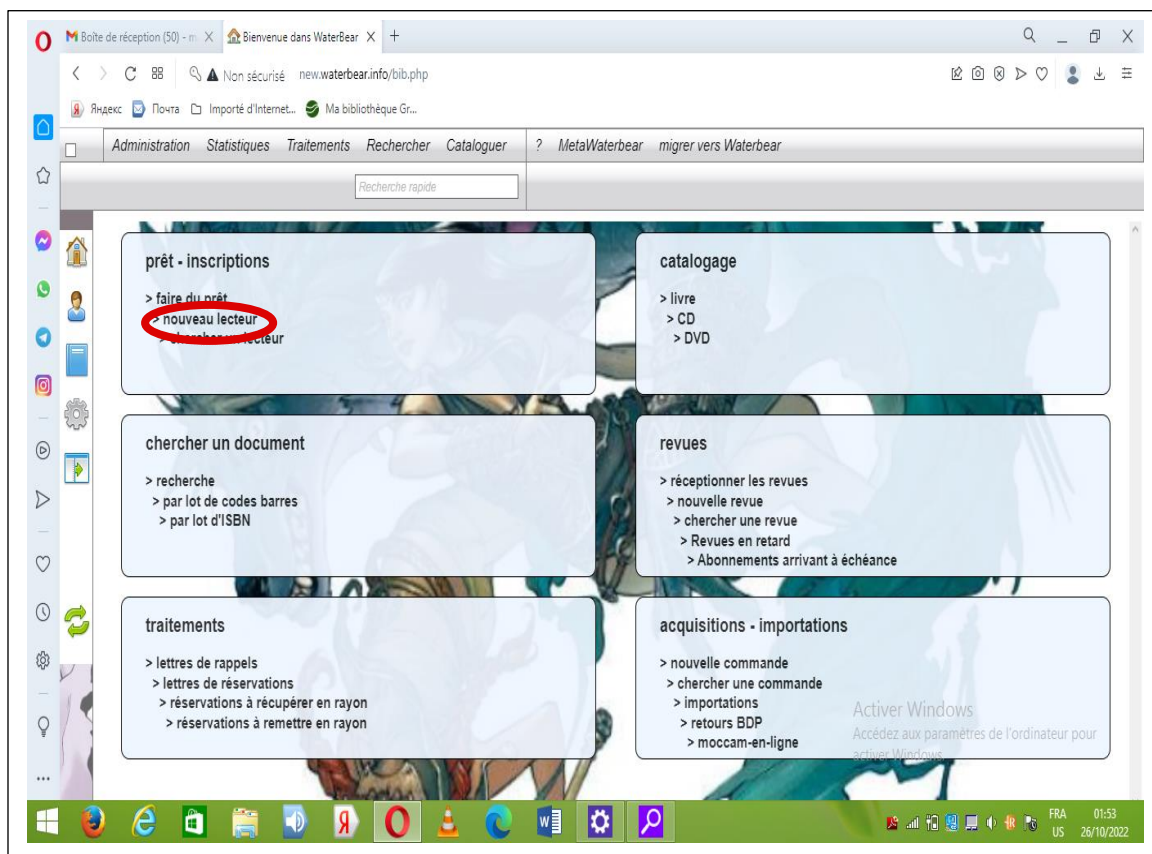 Boîte de réception (50) - m
Bienvenue dans WaterBear
Non sécurisé new.waterbear.info/bib.php
Яндекс Почта Importé d'Internet... Ma bibliothèque Gr...
Administration Statistiques Traitements Rechercher Cataloguer ? MetaWaterbear migrer vers Waterbear
Recherche rapide
prêt - inscriptions
> faire du prêt
> nouveau lecteur
> chercher un lecteur
catalogage
> livre
> CD
> DVD
chercher un document
> recherche
> par lot de codes barres
> par lot d'ISBN
revues
> réceptionner les revues
> nouvelle revue
> chercher une revue
> Revues en retard
> Abonnements arrivant à échéance
traitements
> lettres de rappels
> lettres de réservations
> réservations à récupérer en rayon
> réservations à remettre en rayon
acquisitions - importations
> nouvelle commande
> chercher une commande
> importations
> retours BDP
> moccam-en-ligne
Activer Windows
Accédez aux paramètres de l'ordinateur pour
activer Windows.
FRA 01:53
US 26/10/2022